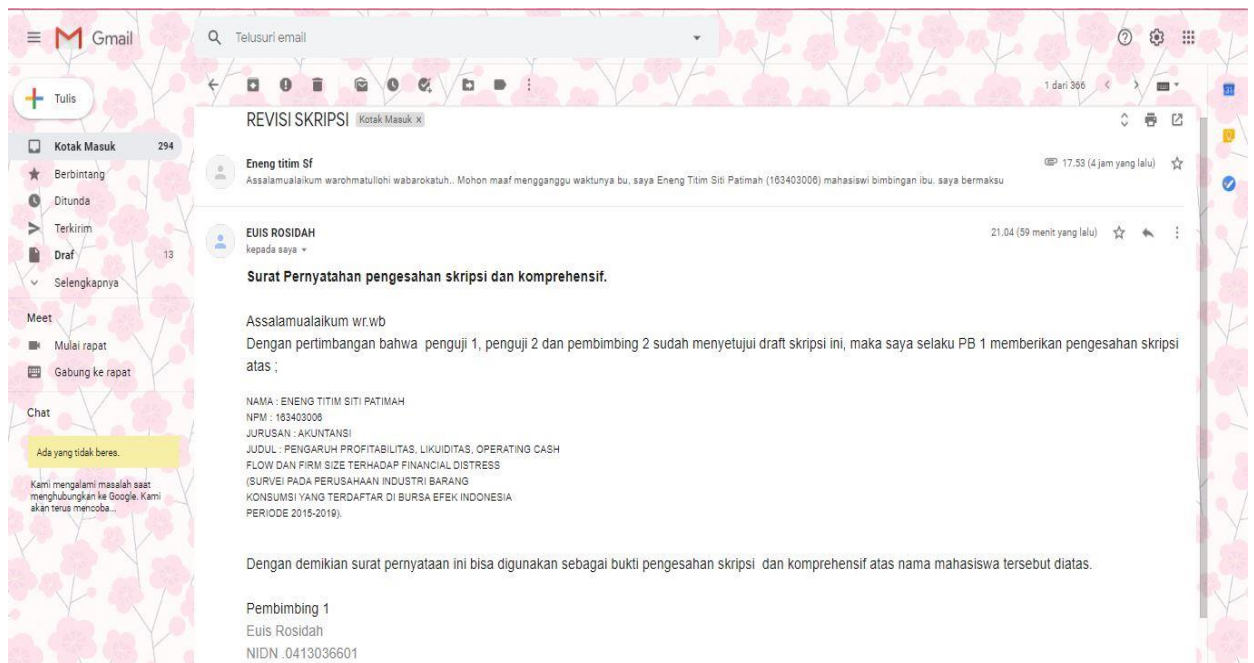 Gmail
Telusuri email
Tulis
1 dari 366
Kotak Masuk 294
Berbintang
Ditunda
Terkirim
Draf 13
Selengkapnya
Meet
Mulai rapat
Gabung ke rapat
Chat
Ada yang tidak beres.
Kami mengalami masalah saat
menghubungkan ke Google. Kami
akan terus mencoba...
REVISI SKRIPSI Kotak Masuk x
Eneng titim Sf 17.53 (4 jam yang lalu)
Assalamualaikum warohmatullohi wabarokatuh.. Mohon maaf mengganggu waktunya bu, saya Eneng Titim Siti Patimah (163403006) mahasiswi bimbingan ibu. saya bermaksu
EUIS ROSIDAH 21.04 (59 menit yang lalu)
kepada saya
Surat Pernyatahan pengesahan skripsi dan komprehensif.
Assalamualaikum wr.wb
Dengan pertimbangan bahwa penguji 1, penguji 2 dan pembimbing 2 sudah menyetujui draft skripsi ini, maka saya selaku PB 1 memberikan pengesahan skripsi
atas ;
NAMA : ENENG TITIM SITI PATIMAH
NPM : 163403006
JURUSAN : AKUNTANSI
JUDUL : PENGARUH PROFITABILITAS, LIKUIDITAS, OPERATING CASH
FLOW DAN FIRM SIZE TERHADAP FINANCIAL DISTRESS
(SURVEI PADA PERUSAHAAN INDUSTRI BARANG
KONSUMSI YANG TERDAFTAR DI BURSA EFEK INDONESIA
PERIODE 2015-2019).
Dengan demikian surat pernyataan ini bisa digunakan sebagai bukti pengesahan skripsi dan komprehensif atas nama mahasiswa tersebut diatas.
Pembimbing 1
Euis Rosidah
NIDN .0413036601
31